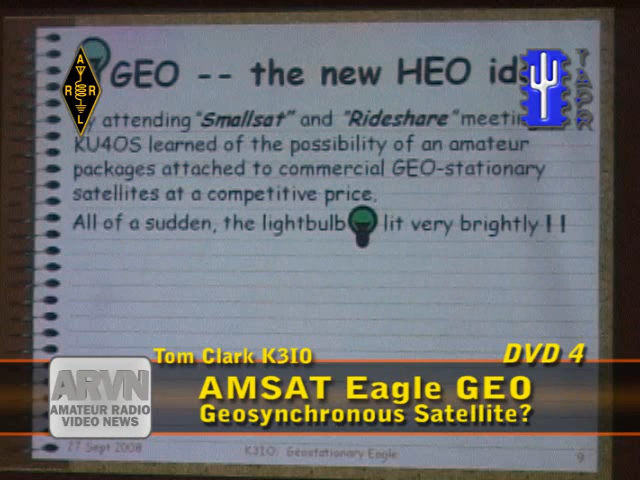 GEO -- the new HEO id
A
R R
L
TAPR
attending "Smallsat" and "Rideshare" meeting
KU4OS learned of the possibility of an amateur
packages attached to commercial GEO-stationary
satellites at a competitive price.
All of a sudden, the lightbulb lit very brightly !!
Tom Clark K3IO
DVD 4
ARVN
AMATEUR RADIO
VIDEO NEWS
AMSAT Eagle GEO
Geosynchronous Satellite?
27 Sept 2008
K3IO: Geostationary Eagle
9